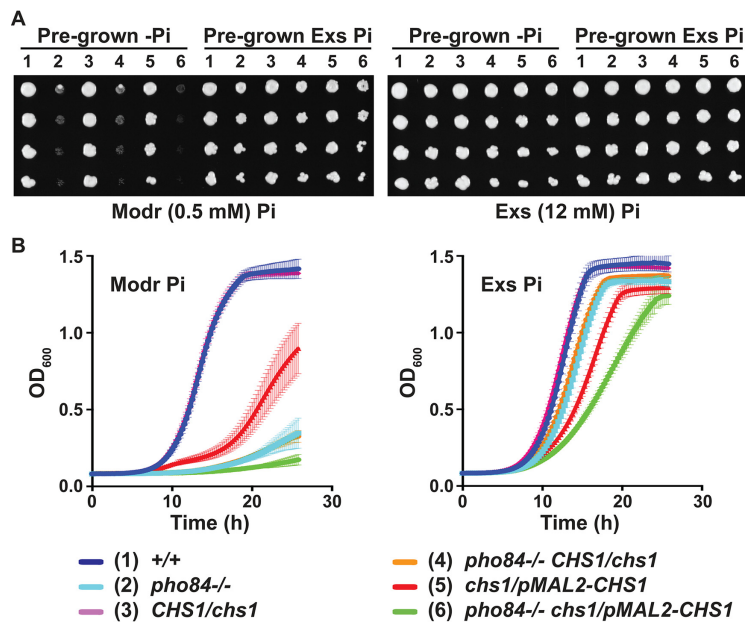 A
Pre-grown -Pi Pre-grown Exs Pi Pre-grown -Pi Pre-grown Exs Pi
1 2 3 4 5 6 1 2 3 4 5 6 1 2 3 4 5 6 1 2 3 4 5 6
Modr (0.5 mM) Pi Exs (12 mM) Pi
B
Modr Pi
OD600
1.5
1.0
0.5
0.0
0 10 20 30
Time (h)
Exs Pi
OD600
1.5
1.0
0.5
0.0
0 10 20 30
Time (h)
(1) +/+
(2) pho84-/-
(3) CHS1/chs1
(4) pho84-/- CHS1/chs1
(5) chs1/pMAL2-CHS1
(6) pho84-/- chs1/pMAL2-CHS1